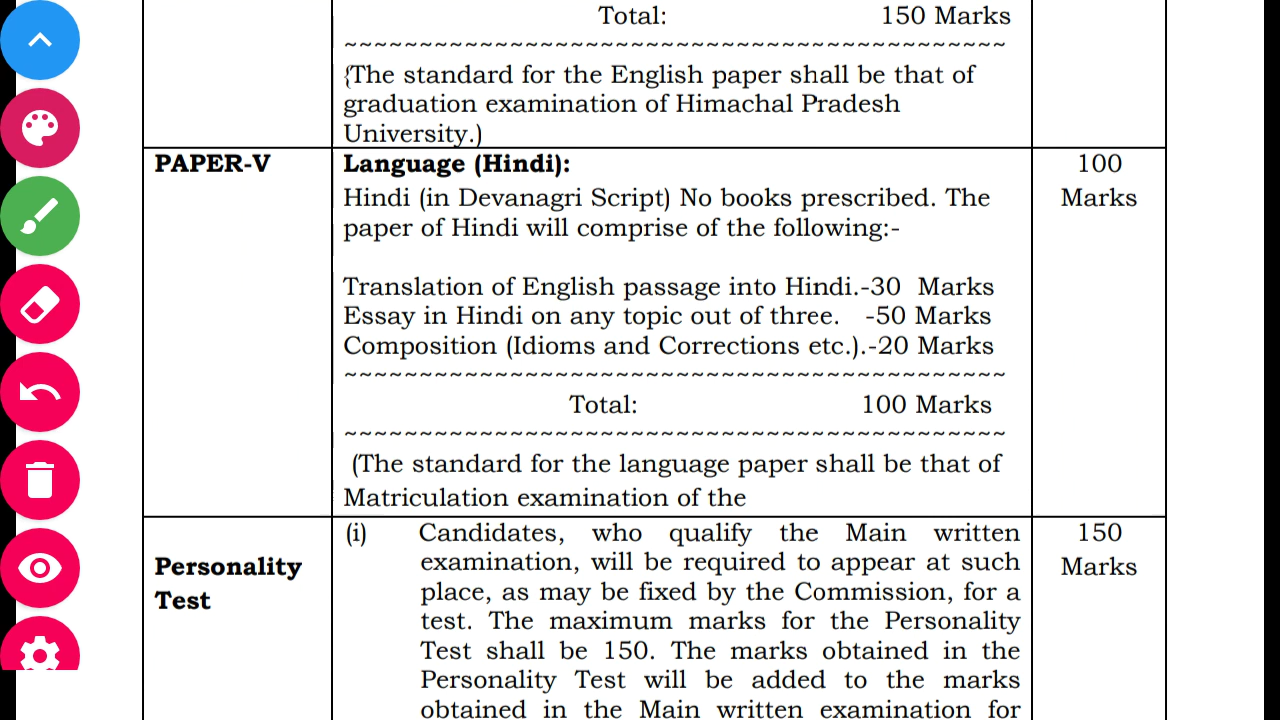 Total: 150 Marks
~~~~~~~~~~~~~~~~~~~~~~~~~~~~~~~~~~~~~~~~~~~~
{The standard for the English paper shall be that of
graduation examination of Himachal Pradesh
University.)
PAPER-V
Language (Hindi):
100
Marks
Hindi (in Devanagri Script) No books prescribed. The
paper of Hindi will comprise of the following:-
Translation of English passage into Hindi.-30 Marks
Essay in Hindi on any topic out of three. -50 Marks
Composition (Idioms and Corrections etc.).-20 Marks
~~~~~~~~~~~~~~~~~~~~~~~~~~~~~~~~~~~~~~~~~~~~
Total: 100 Marks
~~~~~~~~~~~~~~~~~~~~~~~~~~~~~~~~~~~~~~~~~~~~
(The standard for the language paper shall be that of
Matriculation examination of the
Personality
Test
(i) Candidates, who qualify the Main written
examination, will be required to appear at such
place, as may be fixed by the Commission, for a
test. The maximum marks for the Personality
Test shall be 150. The marks obtained in the
Personality Test will be added to the marks
obtained in the Main written examination for
150
Marks